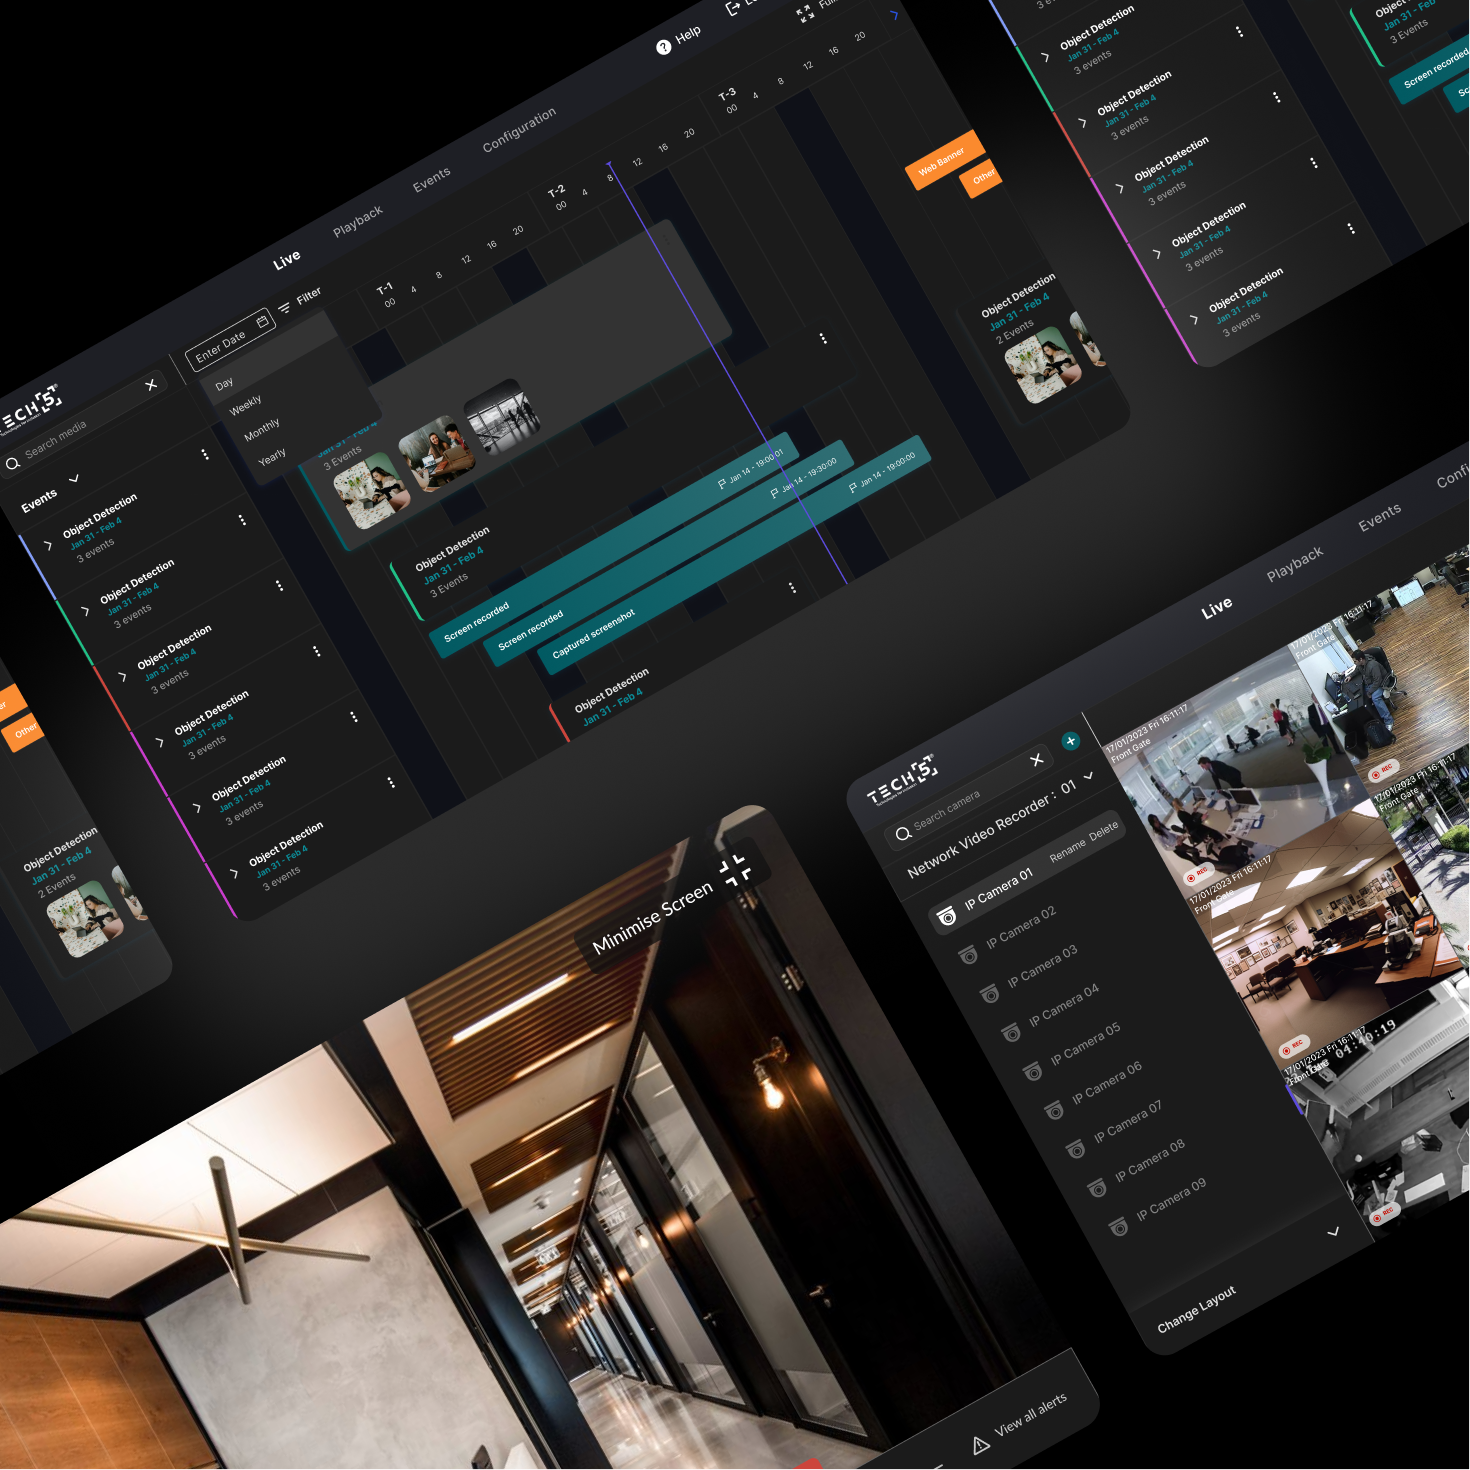 Help
Live
Playback
Events
Configuration
TECH5
Search media
Enter Date
Filter
Day
Weekly
Monthly
Yearly
T-1
00 4 8 12 16 20
T-2
00 4 8 12 16 20
T-3
00 4 8 12 16 20
Events
Object Detection
Jan 31 - Feb 4
3 events
Object Detection
Jan 31 - Feb 4
3 events
Object Detection
Jan 31 - Feb 4
3 events
Object Detection
Jan 31 - Feb 4
3 events
Object Detection
Jan 31 - Feb 4
3 events
Object Detection
Jan 31 - Feb 4
3 events
Jan 31 - Feb 4
3 Events
Object Detection
Jan 31 - Feb 4
3 Events
Screen recorded
Jan 14 - 19:00:01
Screen recorded
Jan 14 - 19:30:00
Captured screenshot
Jan 14 - 19:00:00
Object Detection
Jan 31 - Feb 4
Web Banner
Other
Object Detection
Jan 31 - Feb 4
2 Events
Object Detection
Jan 31 - Feb 4
3 events
Object Detection
Jan 31 - Feb 4
3 events
Object Detection
Jan 31 - Feb 4
3 events
Object Detection
Jan 31 - Feb 4
3 events
Object Detection
Jan 31 - Feb 4
3 events
3 Events
Screen recorded
Other
Object Detection
Jan 31 - Feb 4
2 Events
Minimise Screen
View all alerts
Live
Playback
Events
TECH5
Search camera
Network Video Recorder : 01
IP Camera 01
Rename Delete
IP Camera 02
IP Camera 03
IP Camera 04
IP Camera 05
IP Camera 06
IP Camera 07
IP Camera 08
IP Camera 09
Change Layout
17/01/2023 Fri 16:11:17
Front Gate
REC
17/01/2023 Fri 16:11:17
Front Gate
REC
17/01/2023 Fri 16:11:17
Front Gate
REC
17/01/2023 Fri 16:11:17
Front Gate
17/01/2023 Fri 16:11:17
Front Gate
04:40:19
REC